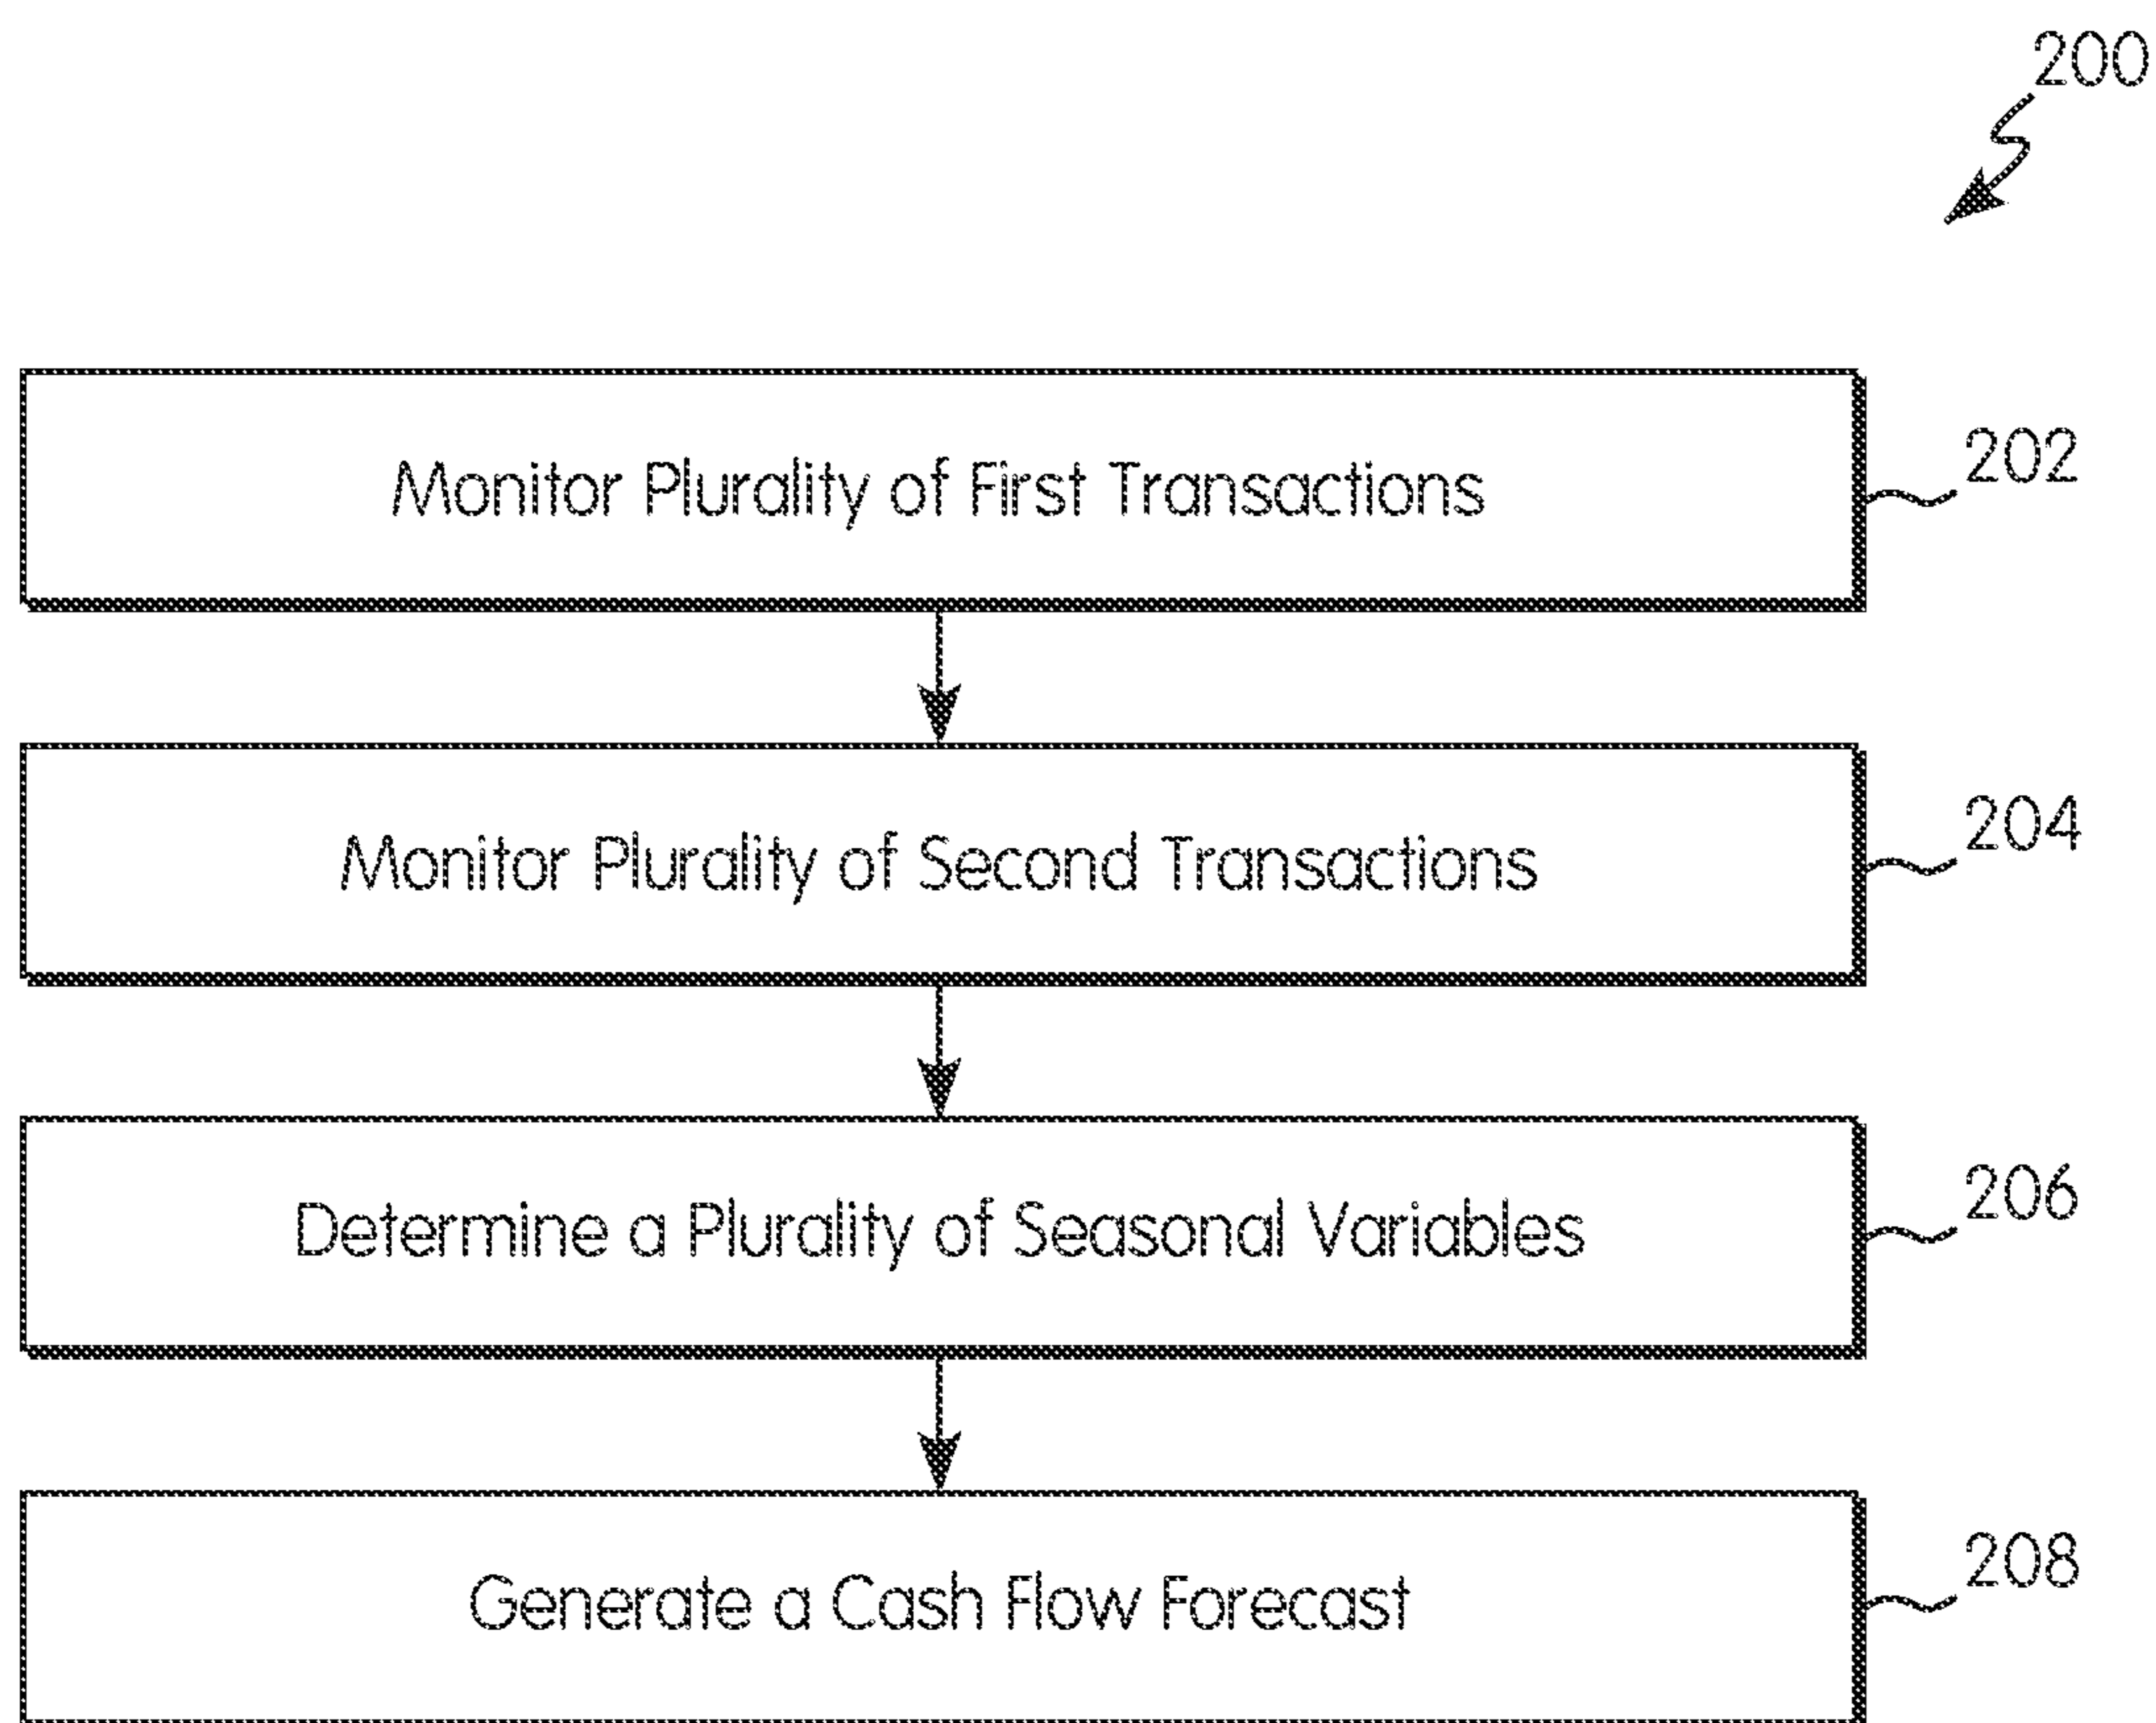 200
Monitor Plurality of First Transactions
202
Monitor Plurality of Second Transactions
204
Determine a Plurality of Seasonal Variables
206
Generate a Cash Flow Forecast
208